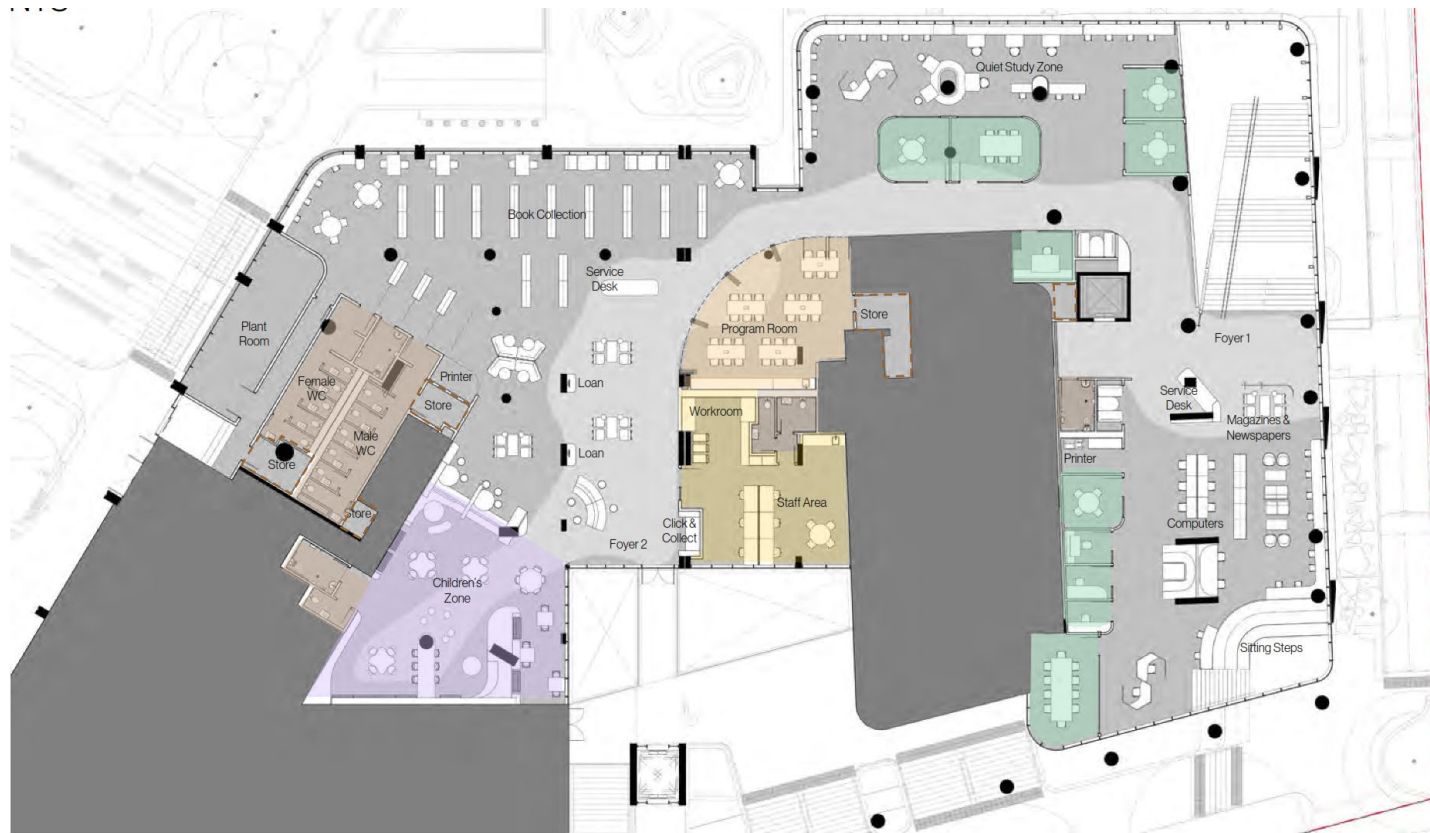 Quiet Study Zone
Book Collection
Service
Desk
Program Room
Store
Foyer 1
Plant
Room
Female
WC
Printer
Store
Loan
Service
Desk
Magazines &
Newspapers
Workroom
Male
WC
Store
Loan
Printer
Staff Area
Click &
Collect
Computers
Foyer 2
Children's
Zone
Sitting Steps